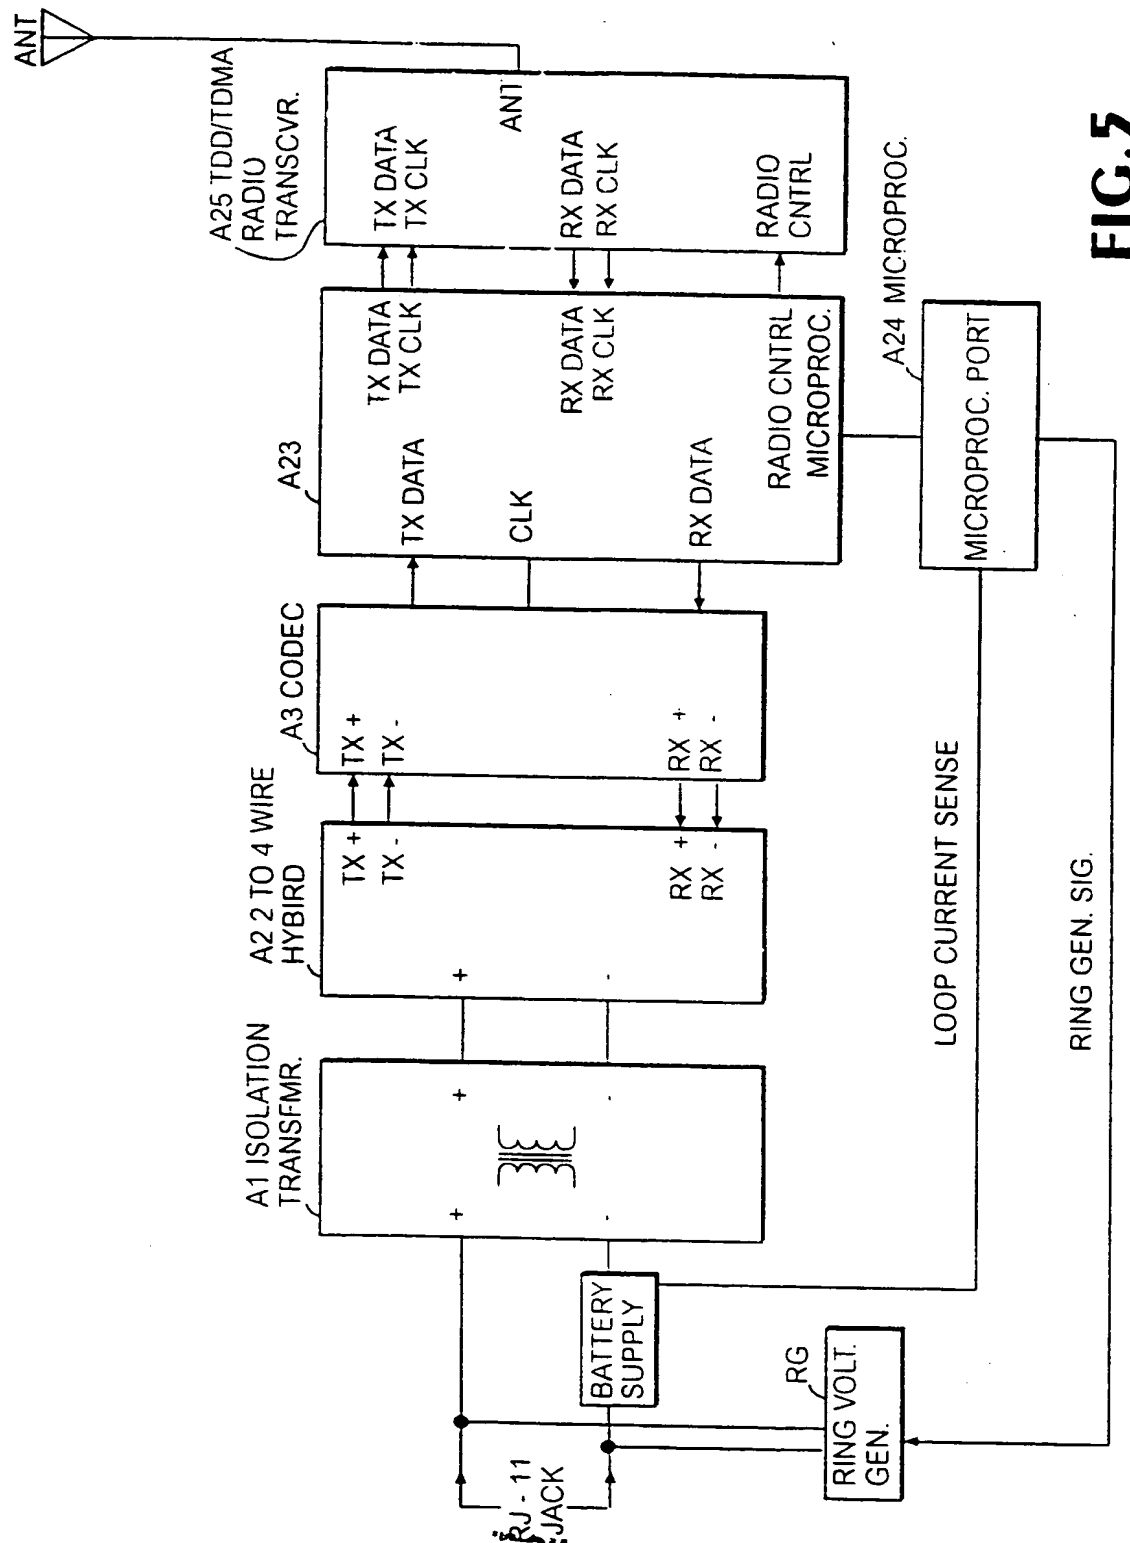 ANT
A25 TDD/TDMA
RADIO
TRANSCVR.
TX DATA
TX CLK
ANT
RX DATA
RX CLK
RADIO
CNTRL
A23
TX DATA
TX CLK
RX DATA
RX CLK
RADIO CNTRL
MICROPROC.
TX DATA
CLK
RX DATA
A24 MICROPROC.
MICROPROC. PORT
A3 CODEC
TX +
TX -
RX +
RX -
A2 2 TO 4 WIRE
HYBIRD
TX +
TX -
RX +
RX -
+
-
A1 ISOLATION
TRANSFMR.
+
-
+
-
BATTERY
SUPPLY
LOOP CURRENT SENSE
RING GEN. SIG.
RG
RING VOLT.
GEN.
RJ - 11
JACK
FIG. 5